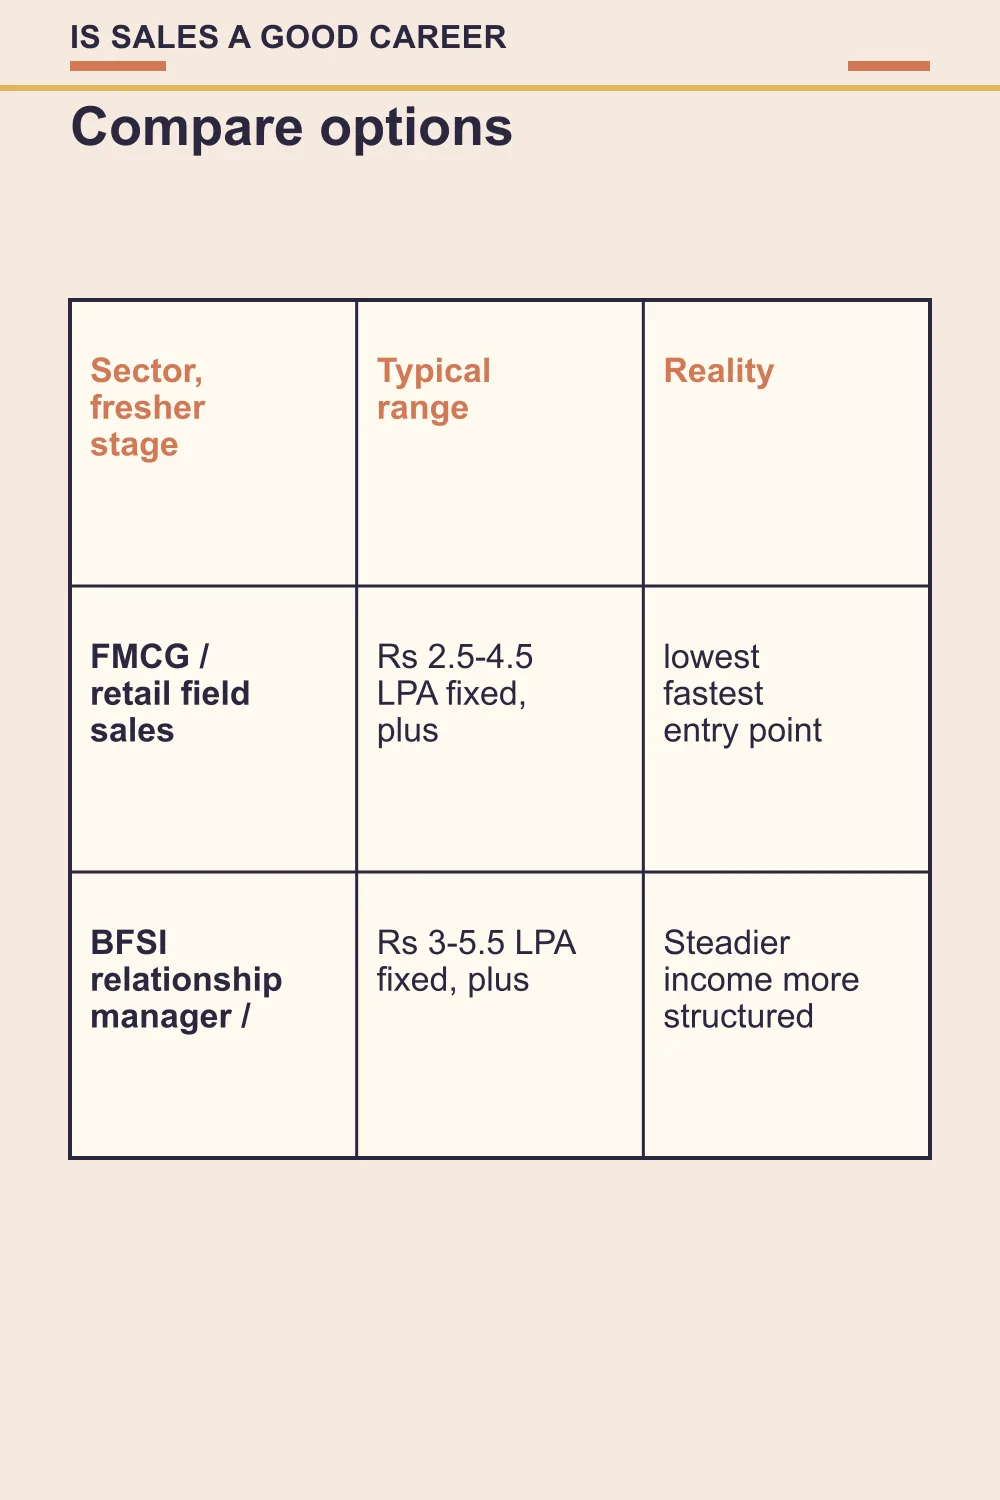 IS SALES A GOOD CAREER
Compare options
Sector,
fresher
stage
Typical
range
Reality
FMCG /
retail field
sales
Rs 2.5-4.5
LPA fixed,
plus
lowest
fastest
entry point
BFSI
relationship
manager /
Rs 3-5.5 LPA
fixed, plus
Steadier
income more
structured